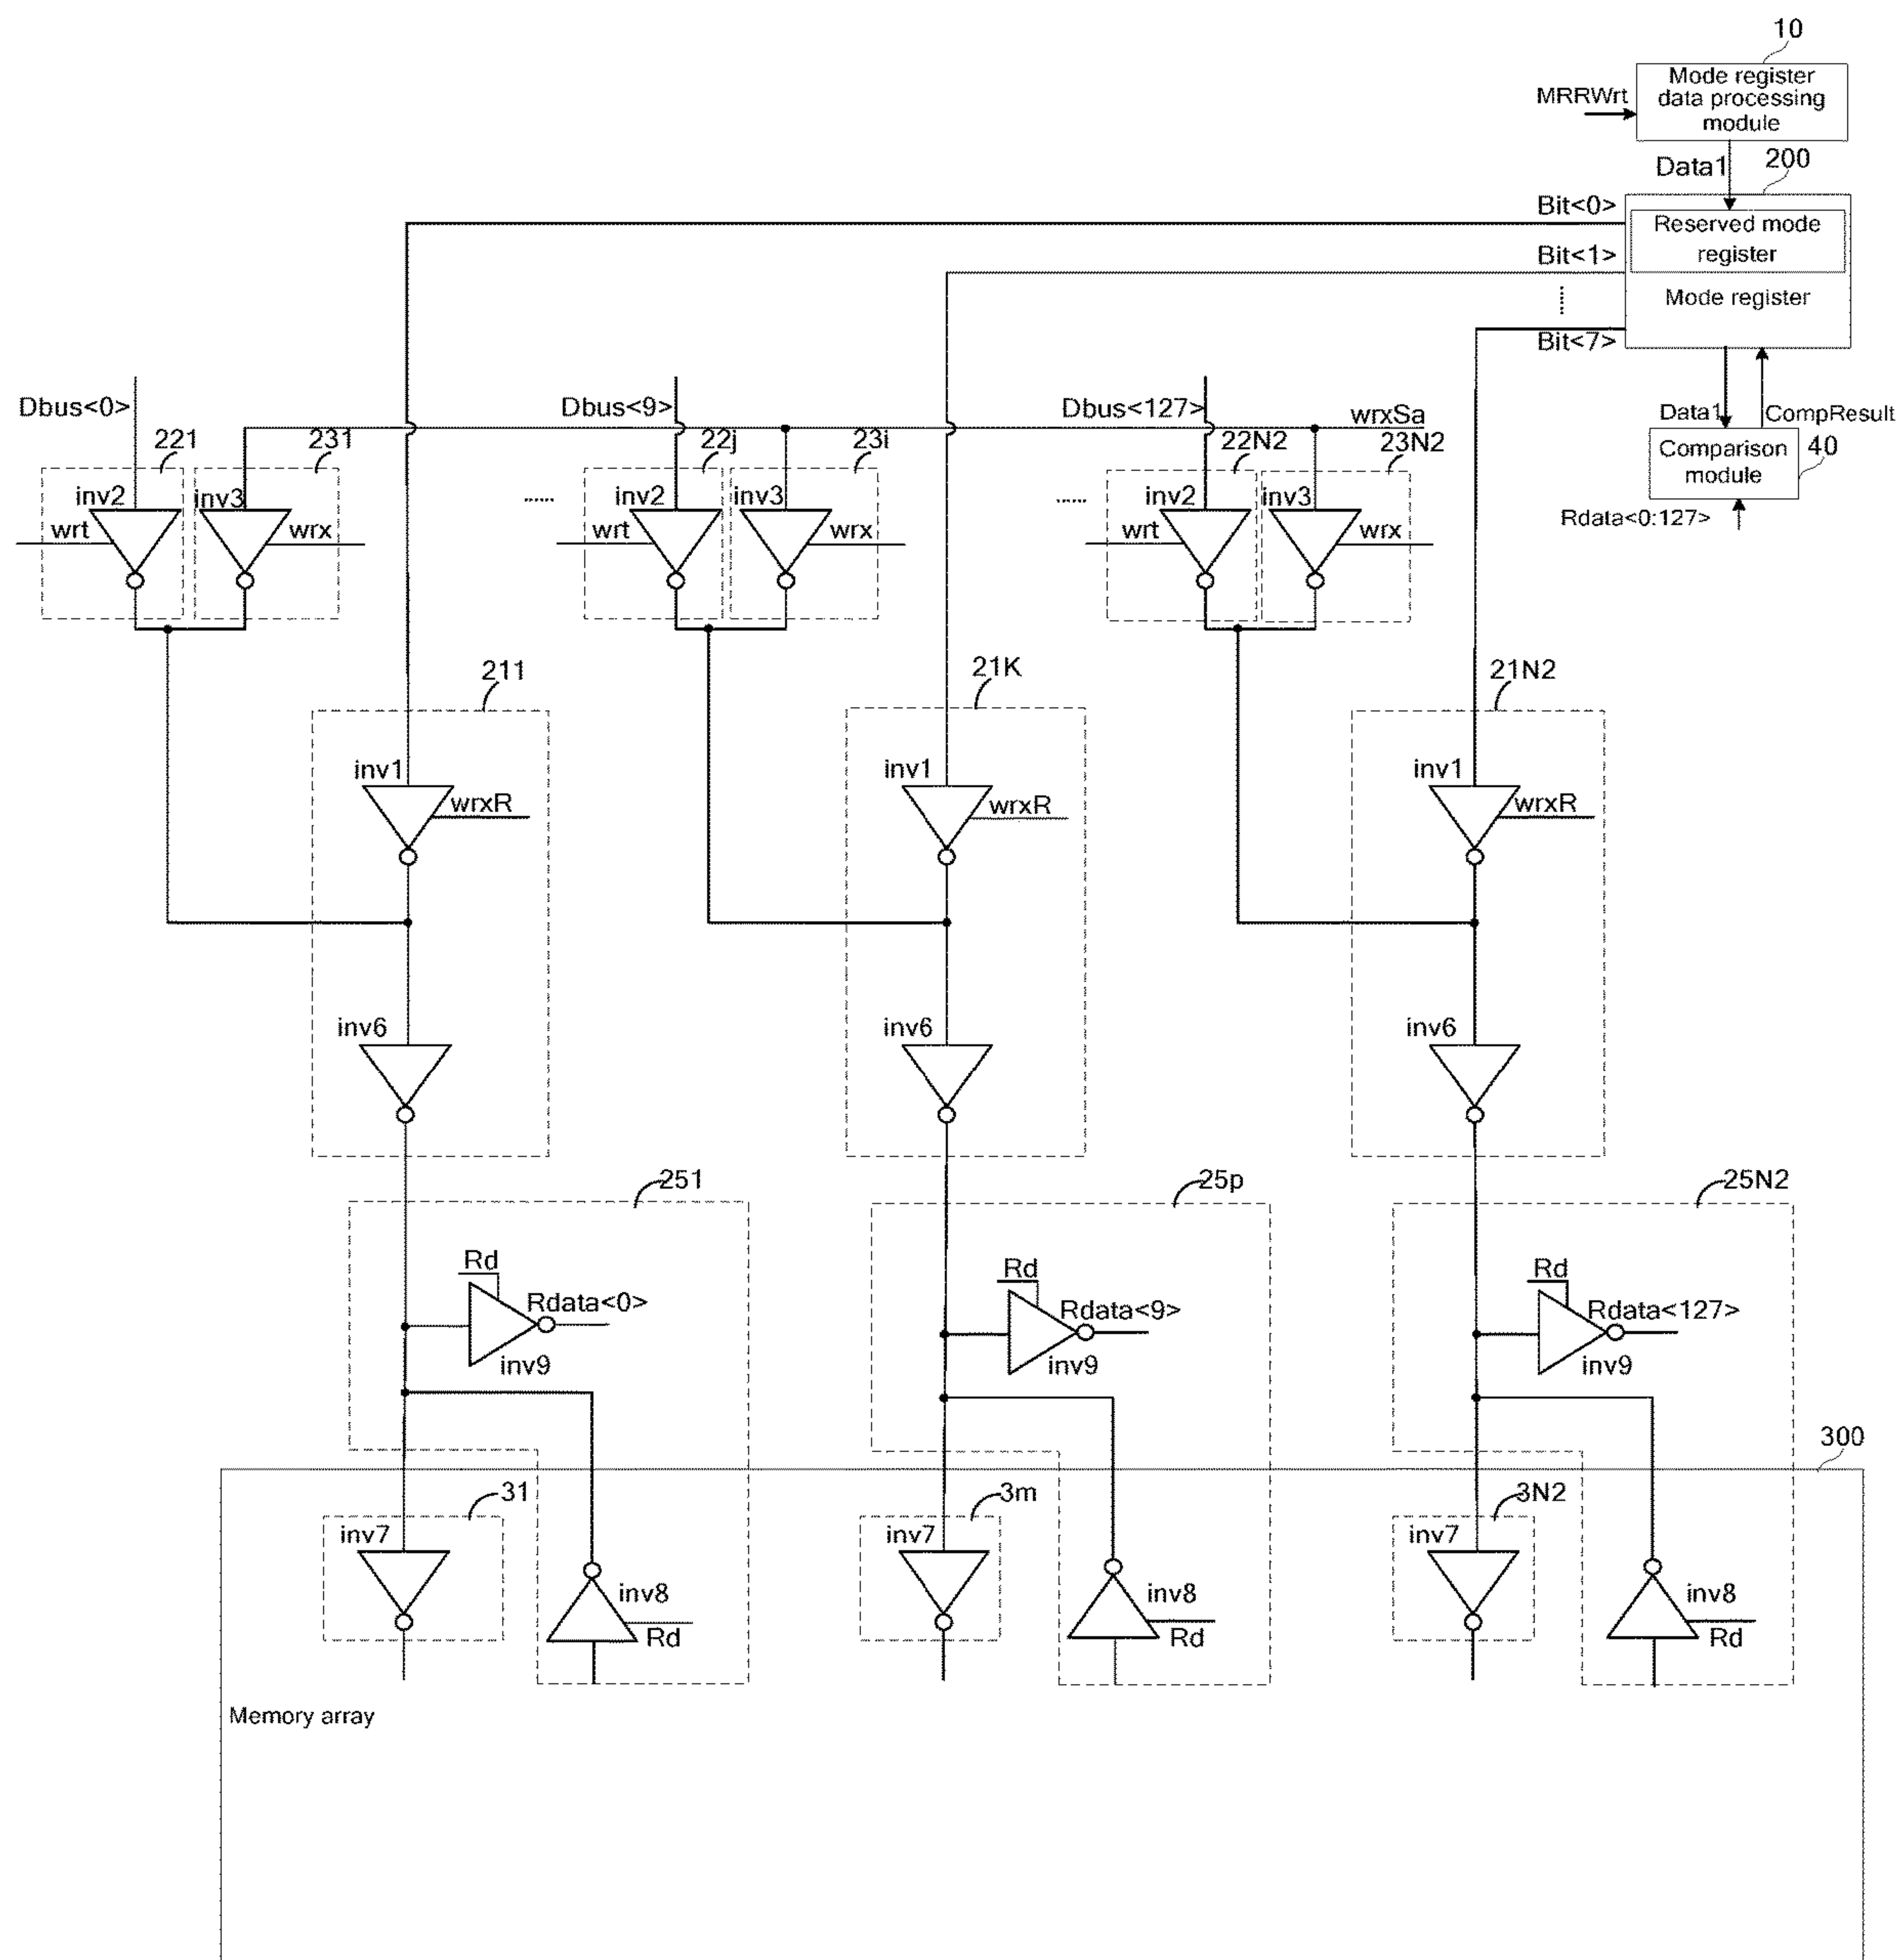 10
Mode register
data processing
module
MRRWrt
Data1
200
Bit<0>
Reserved mode
register
Bit<1>
Mode register
Bit<7>
Dbus<0>
Dbus<9>
Dbus<127>
wrxSa
Data1
CompResult
221
231
22j
23i
22N2
23N2
Comparison
module
40
inv2
inv3
......
inv2
inv3
......
inv2
inv3
Rdata<0:127>
wrt
wrx
wrt
wrx
wrt
wrx
211
21K
21N2
inv1
inv1
inv1
wrxR
wrxR
wrxR
inv6
inv6
inv6
251
25p
25N2
Rd
Rd
Rd
Rdata<0>
Rdata<9>
Rdata<127>
inv9
inv9
inv9
300
31
3m
3N2
inv7
inv7
inv7
inv8
inv8
inv8
Rd
Rd
Rd
Memory array